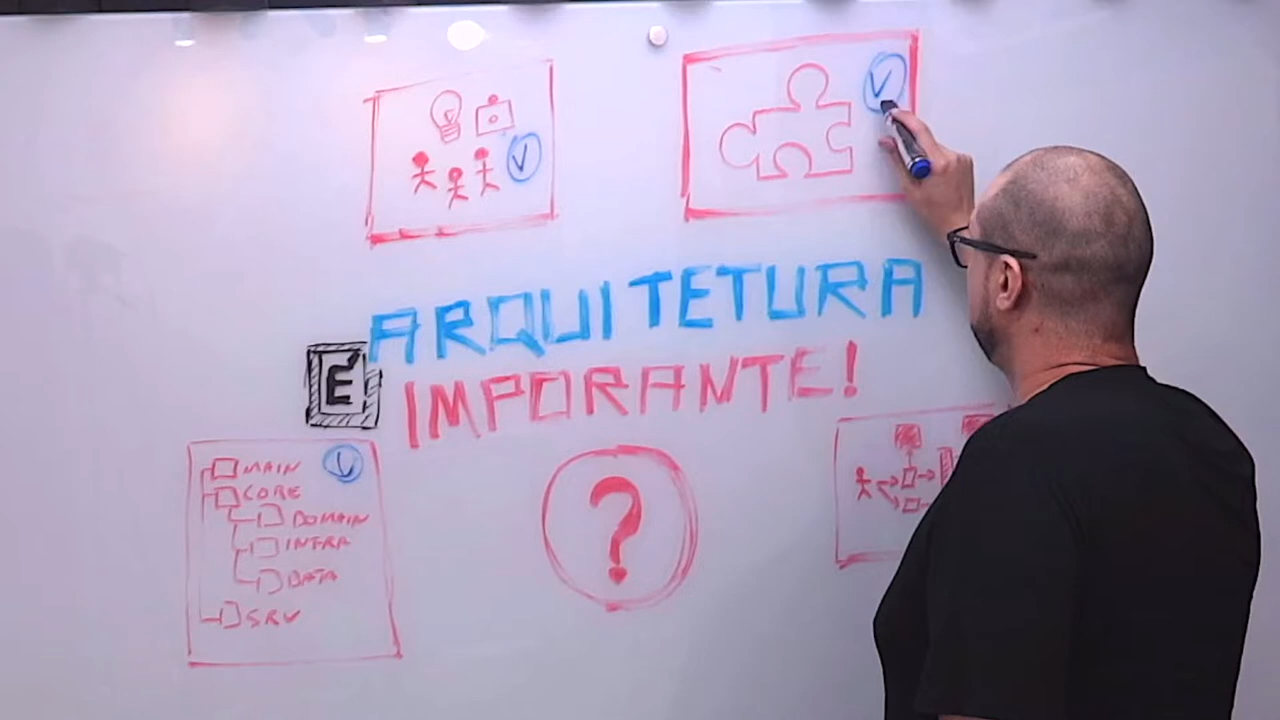 ARQUITETURA
É IMPORANTE!
MAIN
CORE
DOMAIN
INFRA
DATA
SRV
?